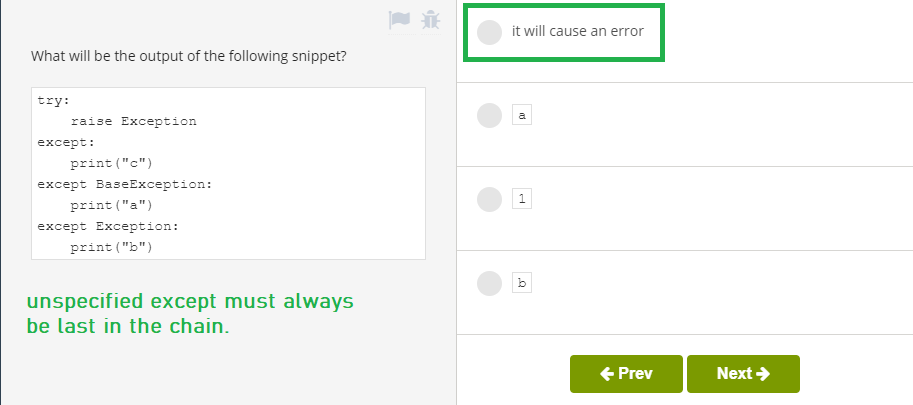 What will be the output of the following snippet?
try:
    raise Exception
except:
    print("c")
except BaseException:
    print("a")
except Exception:
    print("b")
unspecified except must always
be last in the chain.
it will cause an error
a
1
b
Prev
Next